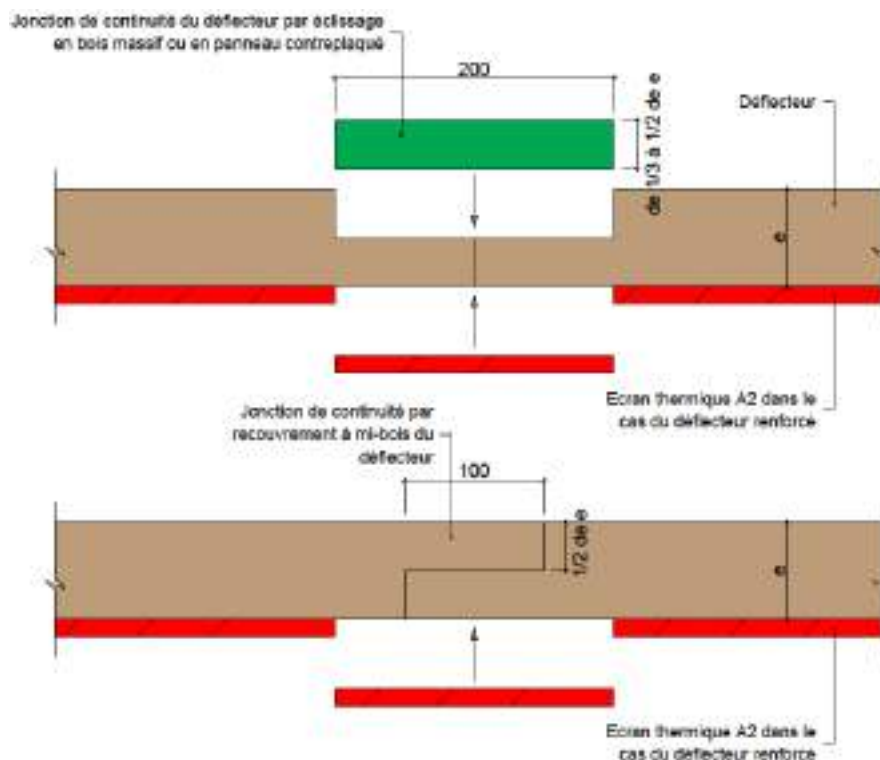 Jonction de continuité du déflecteur par éclissage
en bois massif ou en panneau contreplaqué
200
Déflecteur
de 1/3 à 1/2 de e
e
Ecran thermique A2 dans le
cas du déflecteur renforcé
Jonction de continuité par
recouvrement à mi-bois du
déflecteur
100
1/2 de e
e
Ecran thermique A2 dans le
cas du déflecteur renforcé